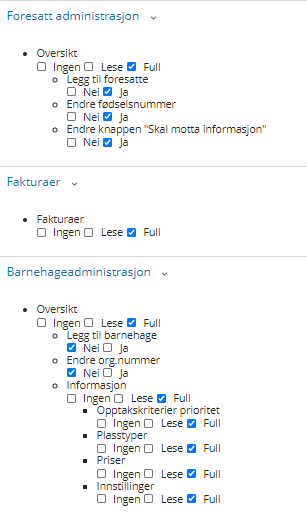 Foresatt administrasjon
Oversikt
Ingen Lese Full
Legg til foresatte
Nei Ja
Endre fødselsnummer
Nei Ja
Endre knappen "Skal motta informasjon"
Nei Ja
Fakturaer
Fakturaer
Ingen Lese Full
Barnehageadministrasjon
Oversikt
Ingen Lese Full
Legg til barnehage
Nei Ja
Endre org.nummer
Nei Ja
Informasjon
Ingen Lese Full
Opptakskriterier prioritet
Ingen Lese Full
Plasstyper
Ingen Lese Full
Priser
Ingen Lese Full
Innstillinger
Ingen Lese Full